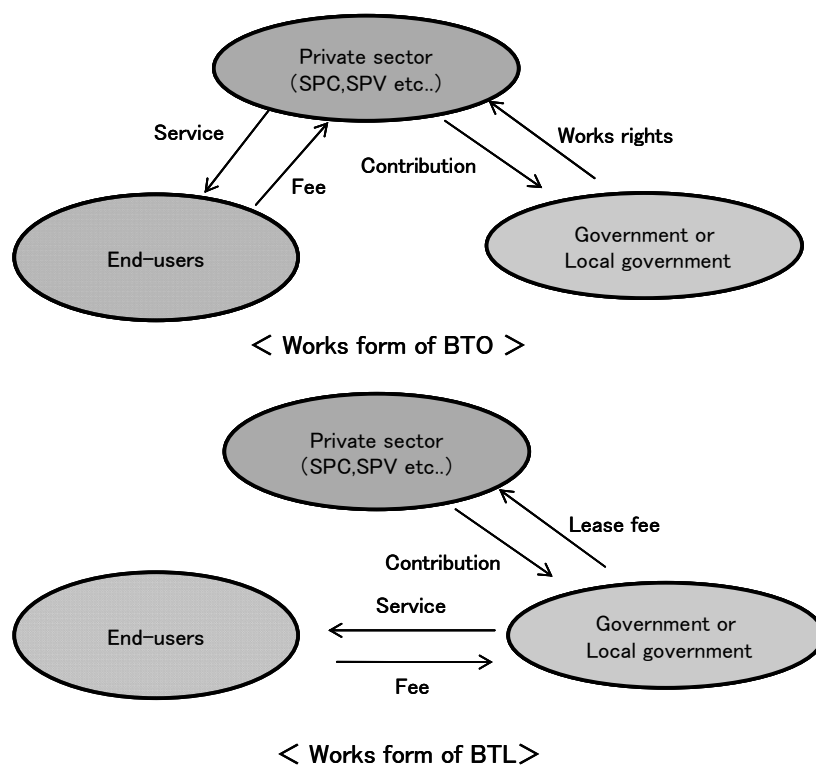 Private sector
(SPC,SPV etc..)
Service
Works rights
Contribution
Fee
Government or
Local government
End-users
< Works form of BTO >
Private sector
(SPC,SPV etc..)
Lease fee
Contribution
Service
Government or
Local government
End-users
Fee
< Works form of BTL>